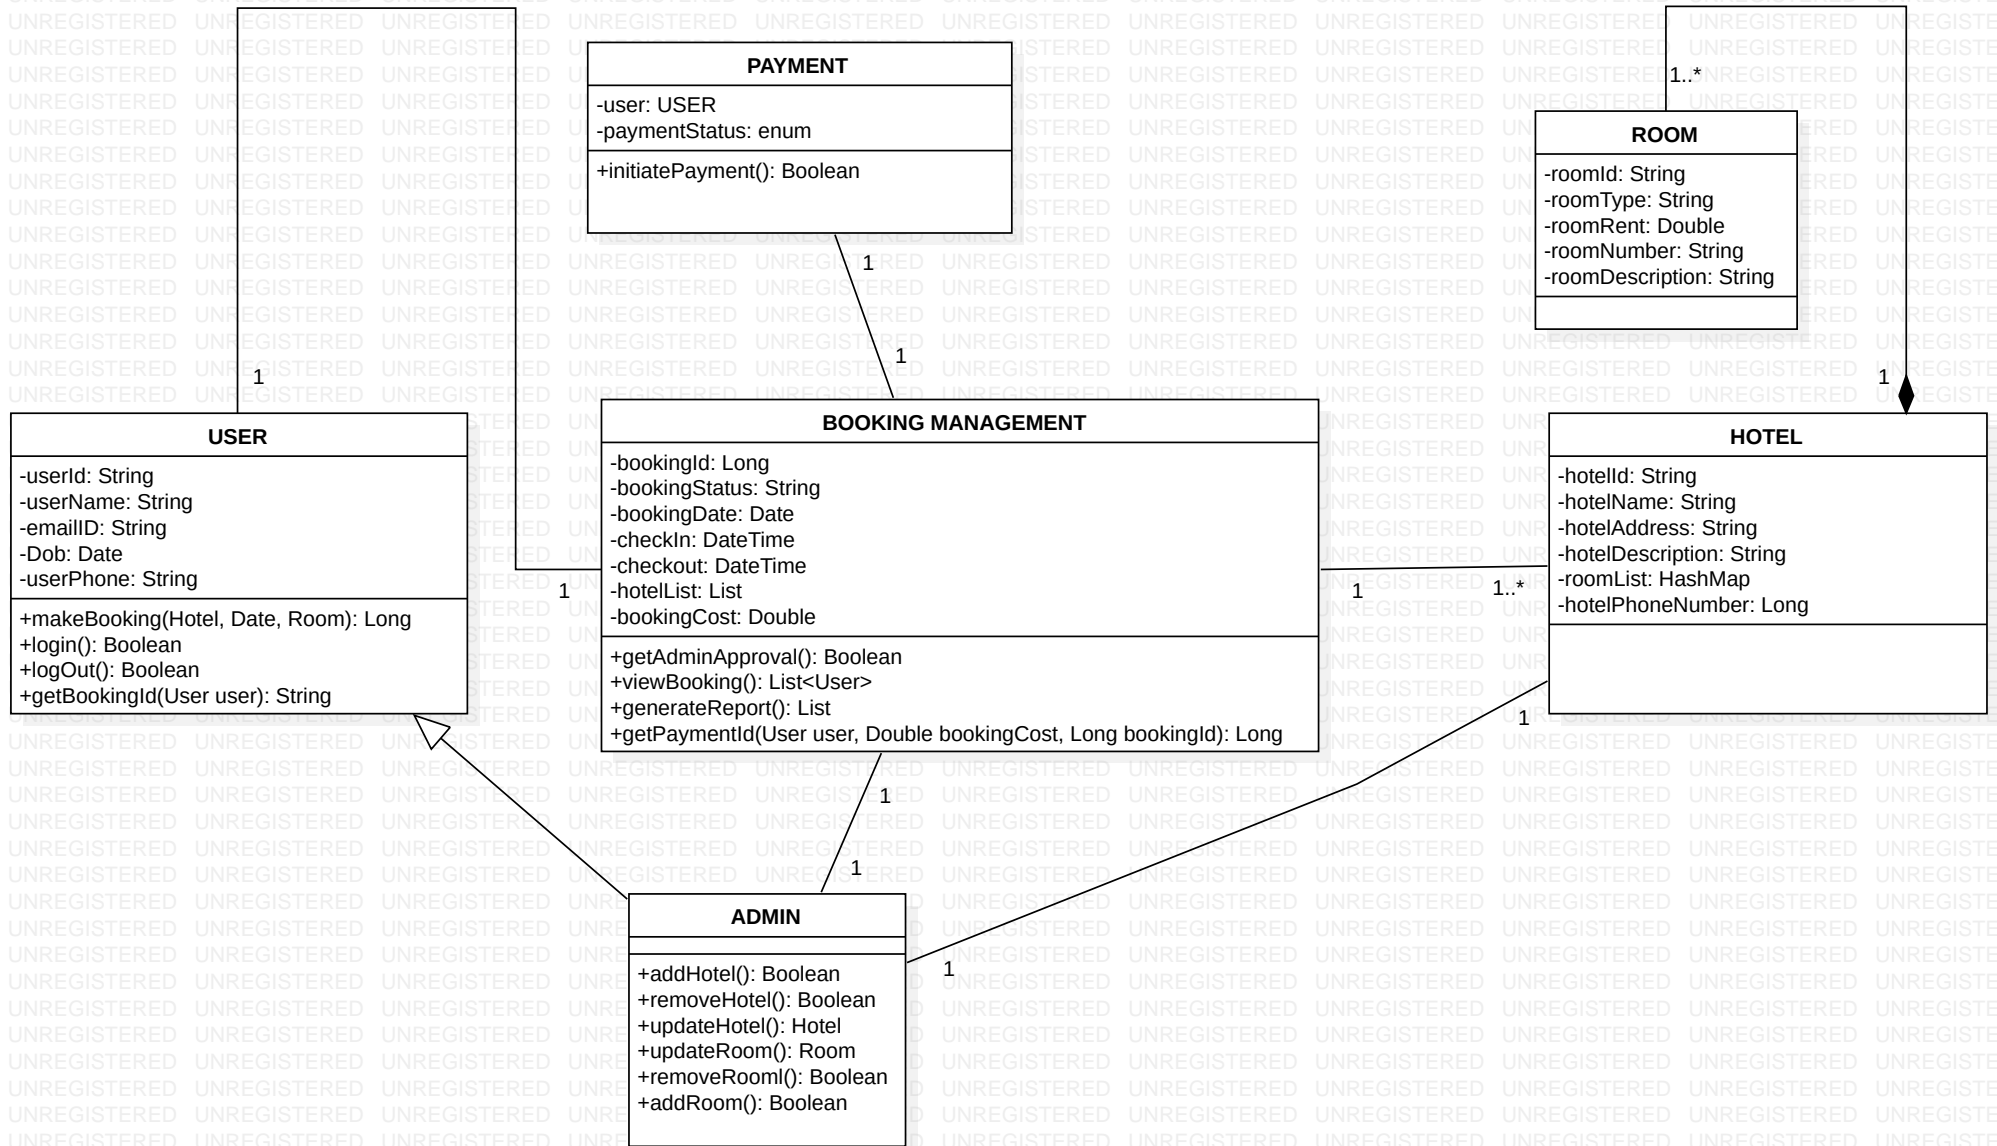 PAYMENT
-user: USER
-paymentStatus: enum
+initiatePayment(): Boolean
1
1
1..*
ROOM
-roomId: String
-roomType: String
-roomRent: Double
-roomNumber: String
-roomDescription: String
1
1
USER
-userId: String
-userName: String
-emailID: String
-Dob: Date
-userPhone: String
+makeBooking(Hotel, Date, Room): Long
+login(): Boolean
+logOut(): Boolean
+getBookingId(User user): String
1
BOOKING MANAGEMENT
-bookingId: Long
-bookingStatus: String
-bookingDate: Date
-checkIn: DateTime
-checkout: DateTime
-hotelList: List
-bookingCost: Double
+getAdminApproval(): Boolean
+viewBooking(): List<User>
+generateReport(): List
+getPaymentId(User user, Double bookingCost, Long bookingId): Long
1
1..*
HOTEL
-hotelId: String
-hotelName: String
-hotelAddress: String
-hotelDescription: String
-roomList: HashMap
-hotelPhoneNumber: Long
1
1
1
ADMIN
+addHotel(): Boolean
+removeHotel(): Boolean
+updateHotel(): Hotel
+updateRoom(): Room
+removeRooml(): Boolean
+addRoom(): Boolean
1
UNREGISTERED